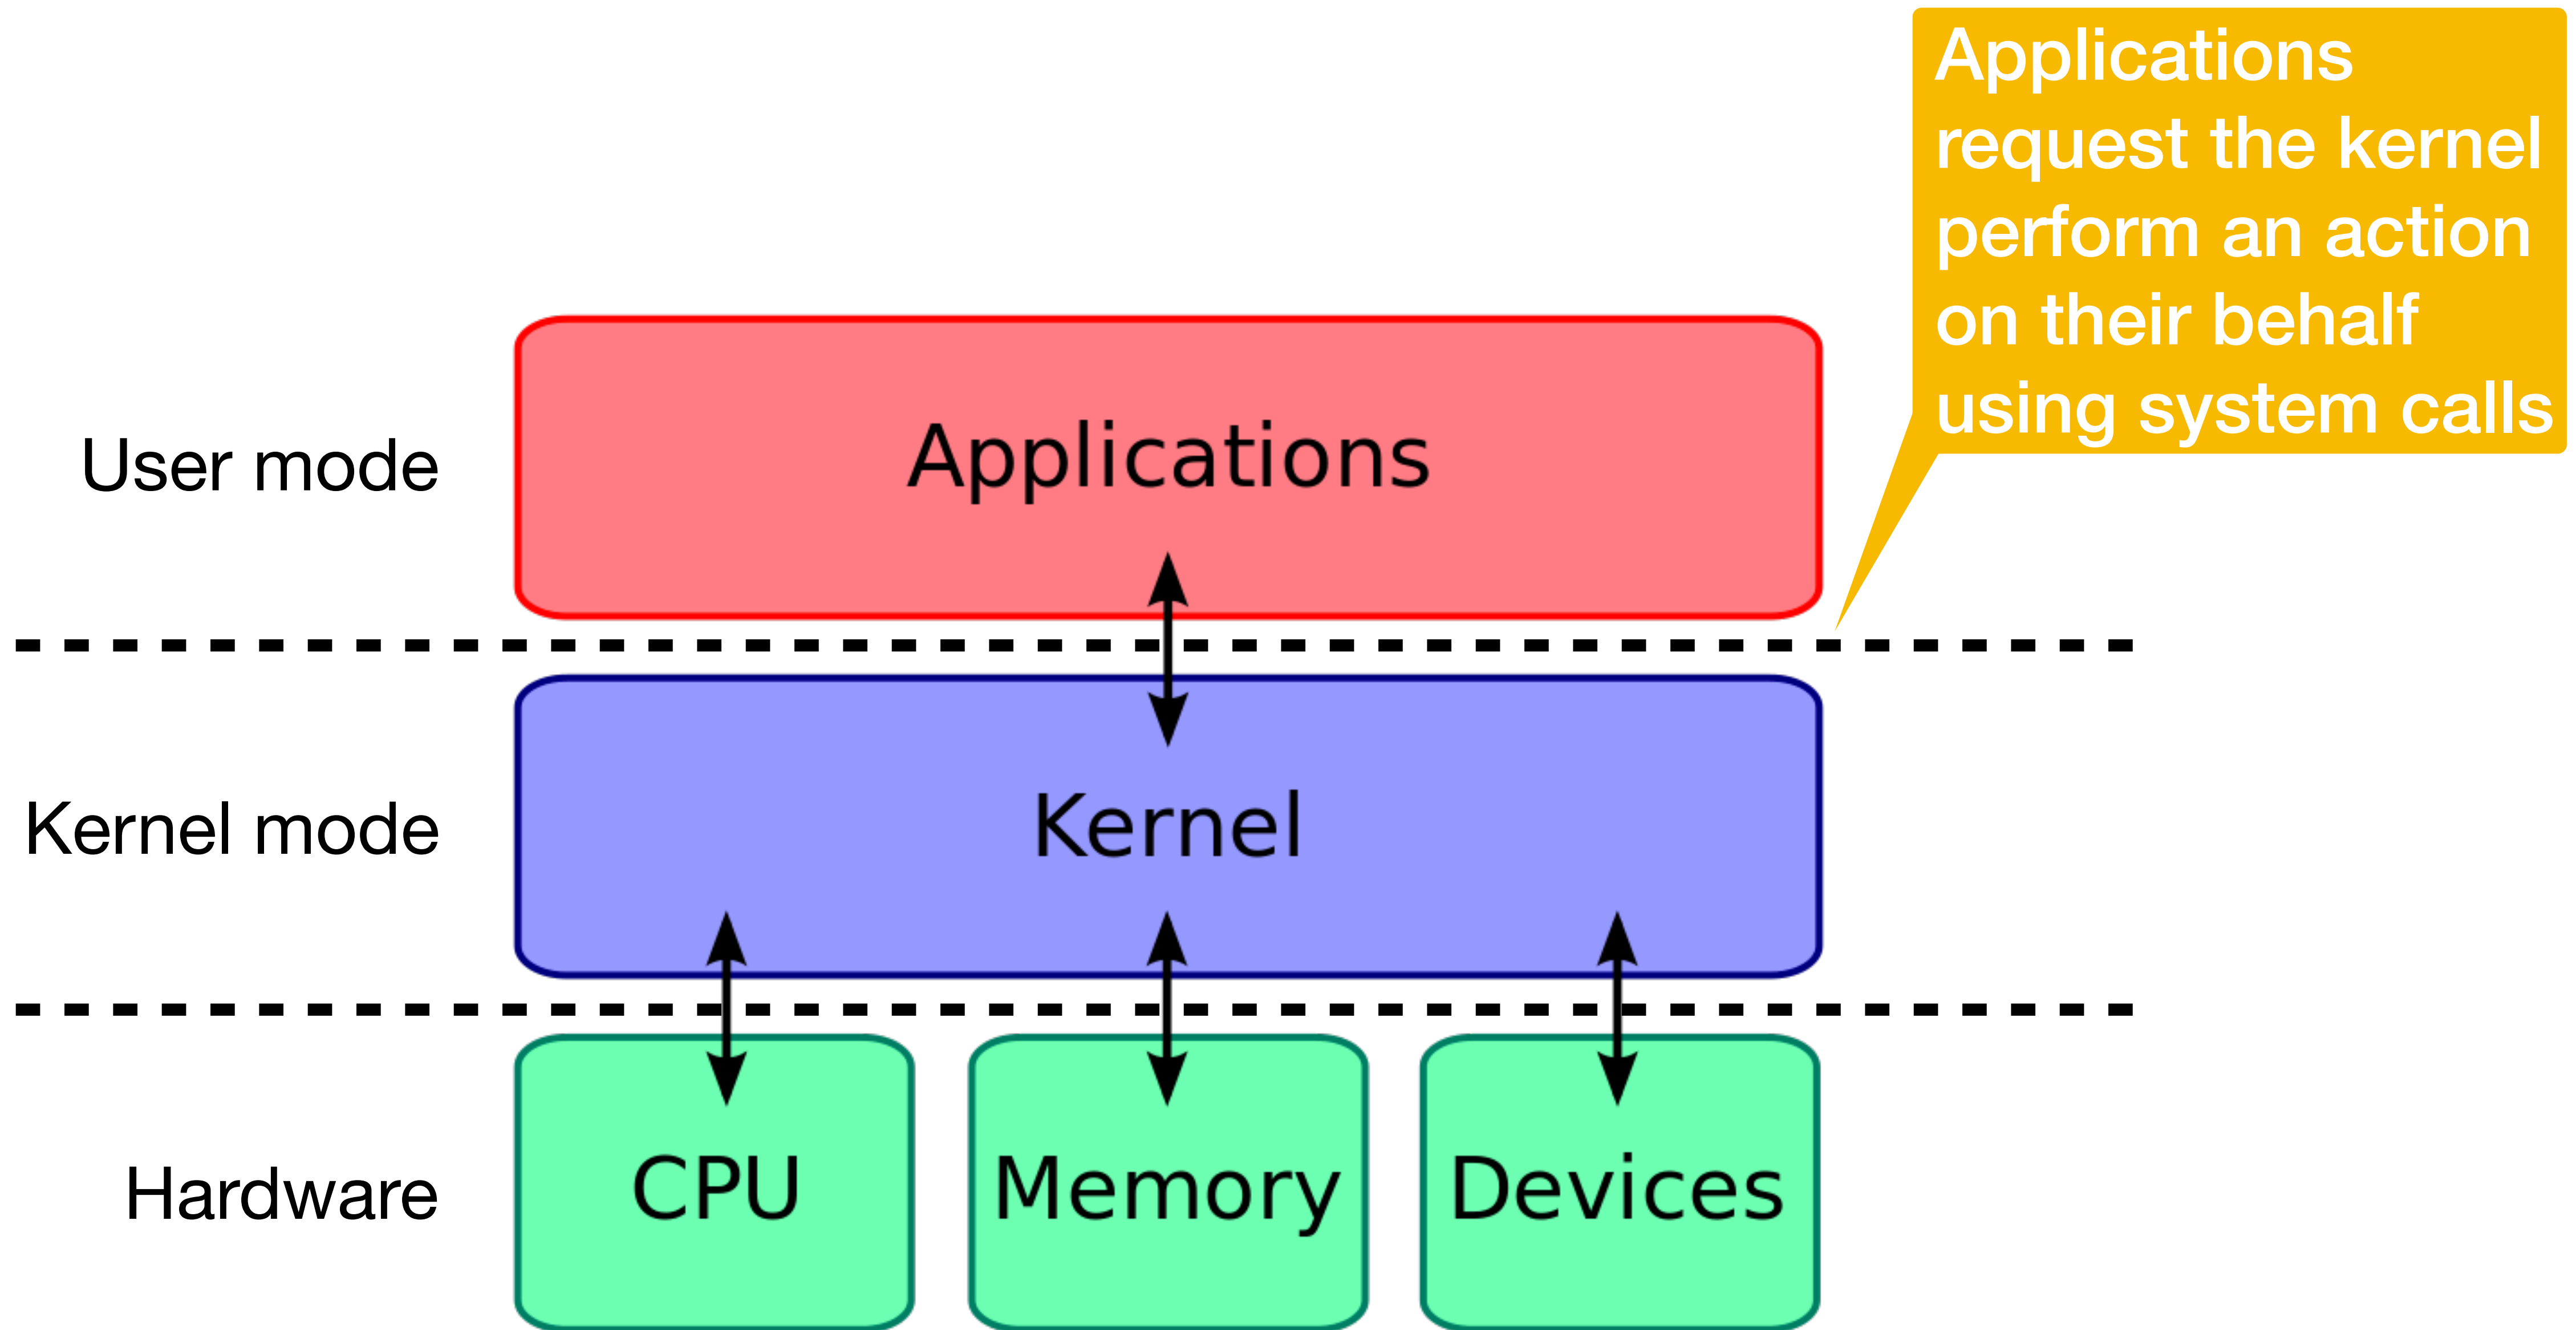 Applications
request the kernel
perform an action
on their behalf
using system calls
User mode
Applications
Kernel mode
Kernel
Hardware
CPU
Memory
Devices